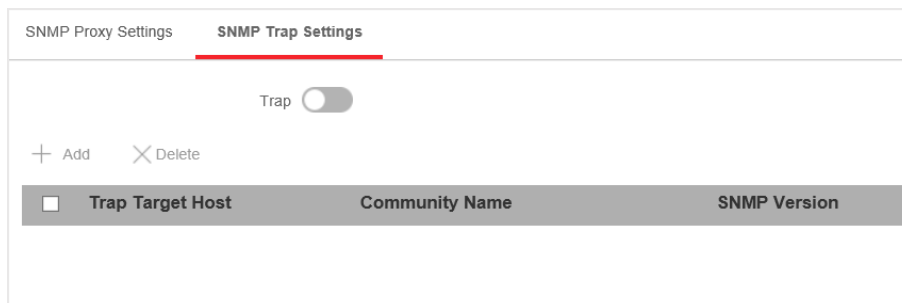 SNMP Proxy Settings SNMP Trap Settings
Trap
Add Delete
Trap Target Host Community Name SNMP Version